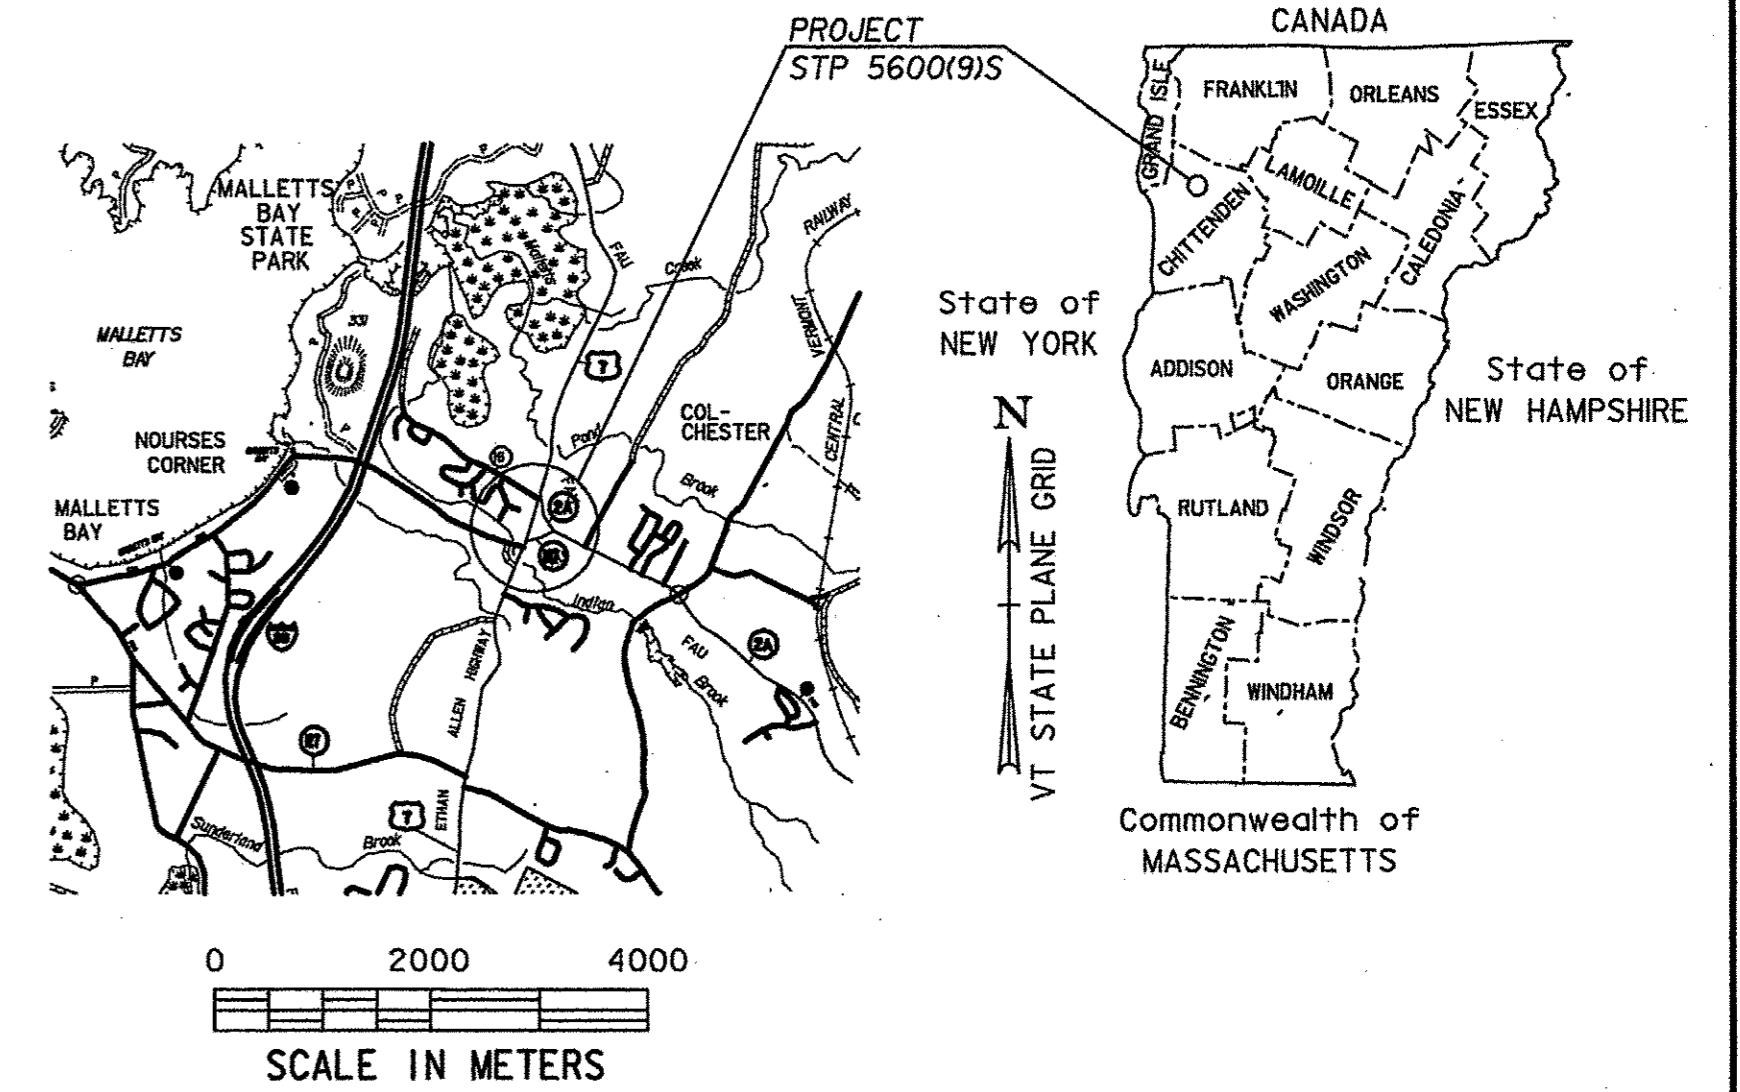 PROJECT
STP 5600(9)S
CANADA
GRAND ISLE
FRANKLIN
ORLEANS
ESSEX
LAMOILLE
CHITTENDEN
CALEDONIA
WASHINGTON
ADDISON
ORANGE
RUTLAND
WINDSOR
BENNINGTON
WINDHAM
State of
NEW YORK
State of
NEW HAMPSHIRE
Commonwealth of
MASSACHUSETTS
N
VT STATE PLANE GRID
MALLETTS
BAY
STATE
PARK
P
P
P
P
Malletts
FAU
Creek
RAILWAY
VERMONT
CENTRAL
331
MALLETTS
BAY
7
COL-
CHESTER
NOURSES
CORNER
Pond
Brook
2A
MALLETTS
BAY
Indian
FAU
Brook
2A
P
127
ALLEN HIGHWAY
ETHAN
7
Sunderland
Brook
0 2000 4000
SCALE IN METERS